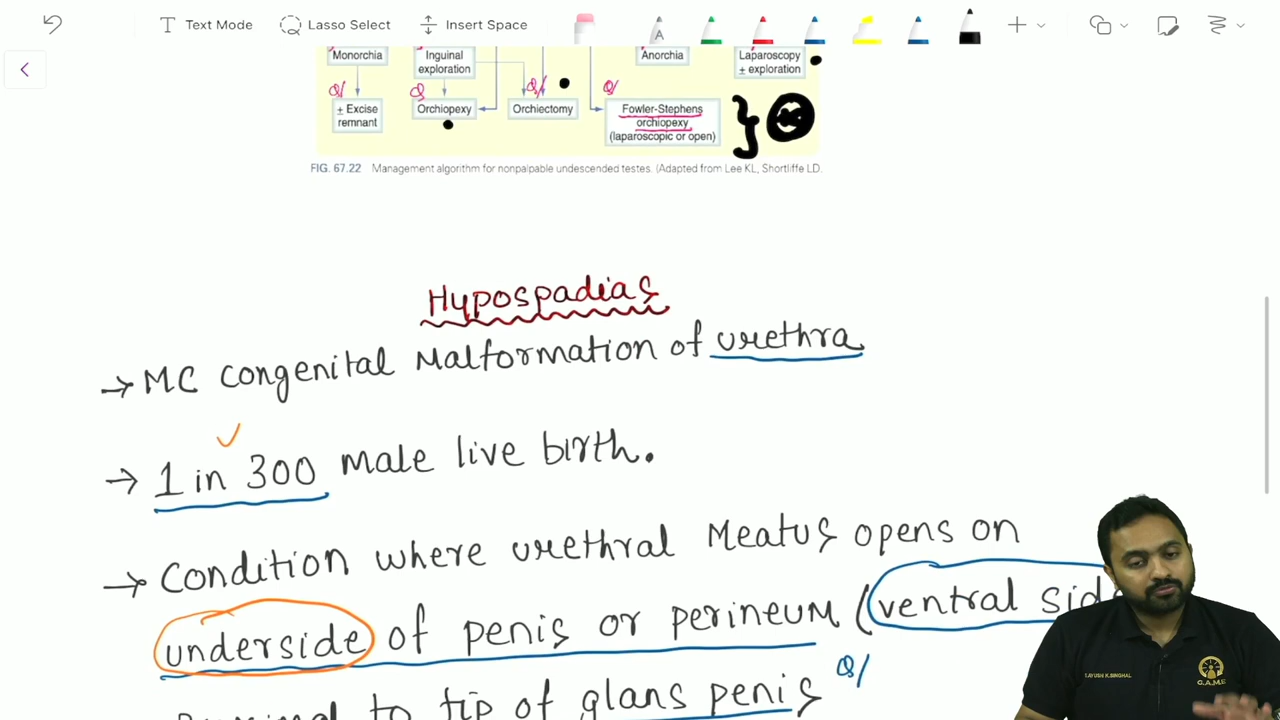 Text Mode
Lasso Select
Insert Space
A
Monorchia
Inguinal
exploration
Anorchia
Laparoscopy
± exploration
± Excise
remnant
Orchiopexy
Orchiectomy
Fowler-Stephens
orchiopexy
(laparoscopic or open)
FIG. 67.22 Management algorithm for nonpalpable undescended testes. (Adapted from Lee KL, Shortliffe LD.
Hypospadias
→ MC congenital Malformation of urethra
→ 1 in 300 male live birth.
→ Condition where urethral Meatus opens on
underside of penis or perineum (ventral side
to tip of glans penis
G.A.M.E